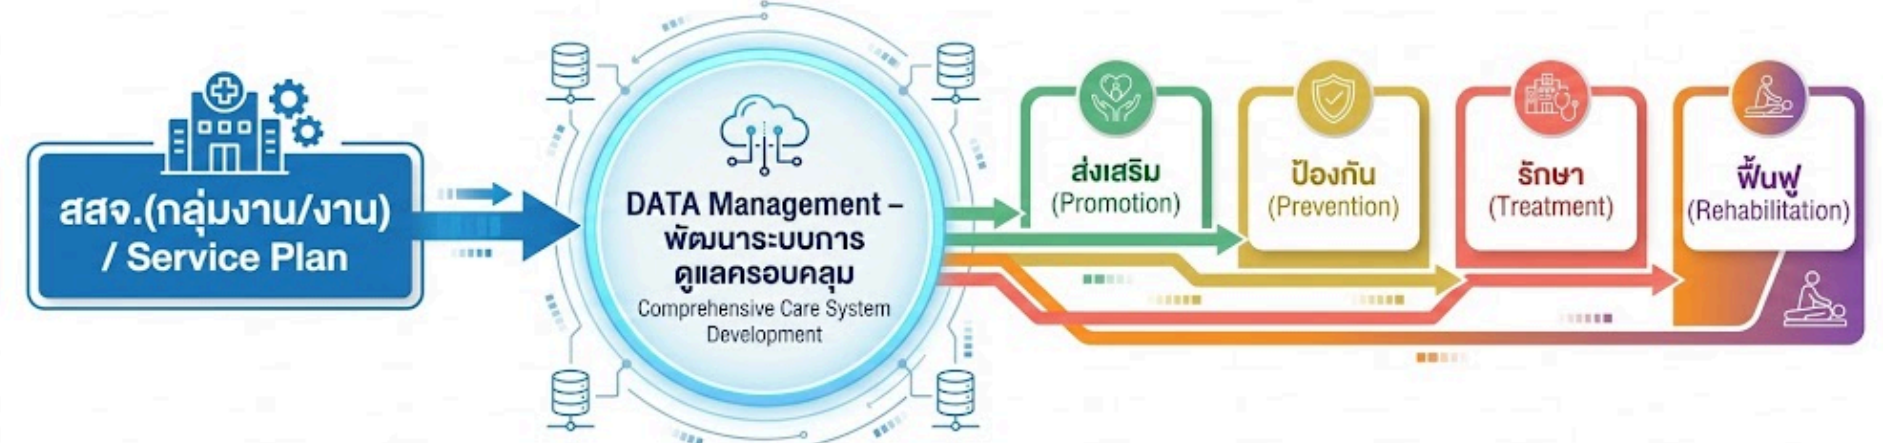 สสจ.(กลุ่มงาน/งาน)
/ Service Plan
DATA Management –
พัฒนาระบบการ
ดูแลครอบคลุม
Comprehensive Care System
Development
ส่งเสริม
(Promotion)
ป้องกัน
(Prevention)
รักษา
(Treatment)
ฟื้นฟู
(Rehabilitation)